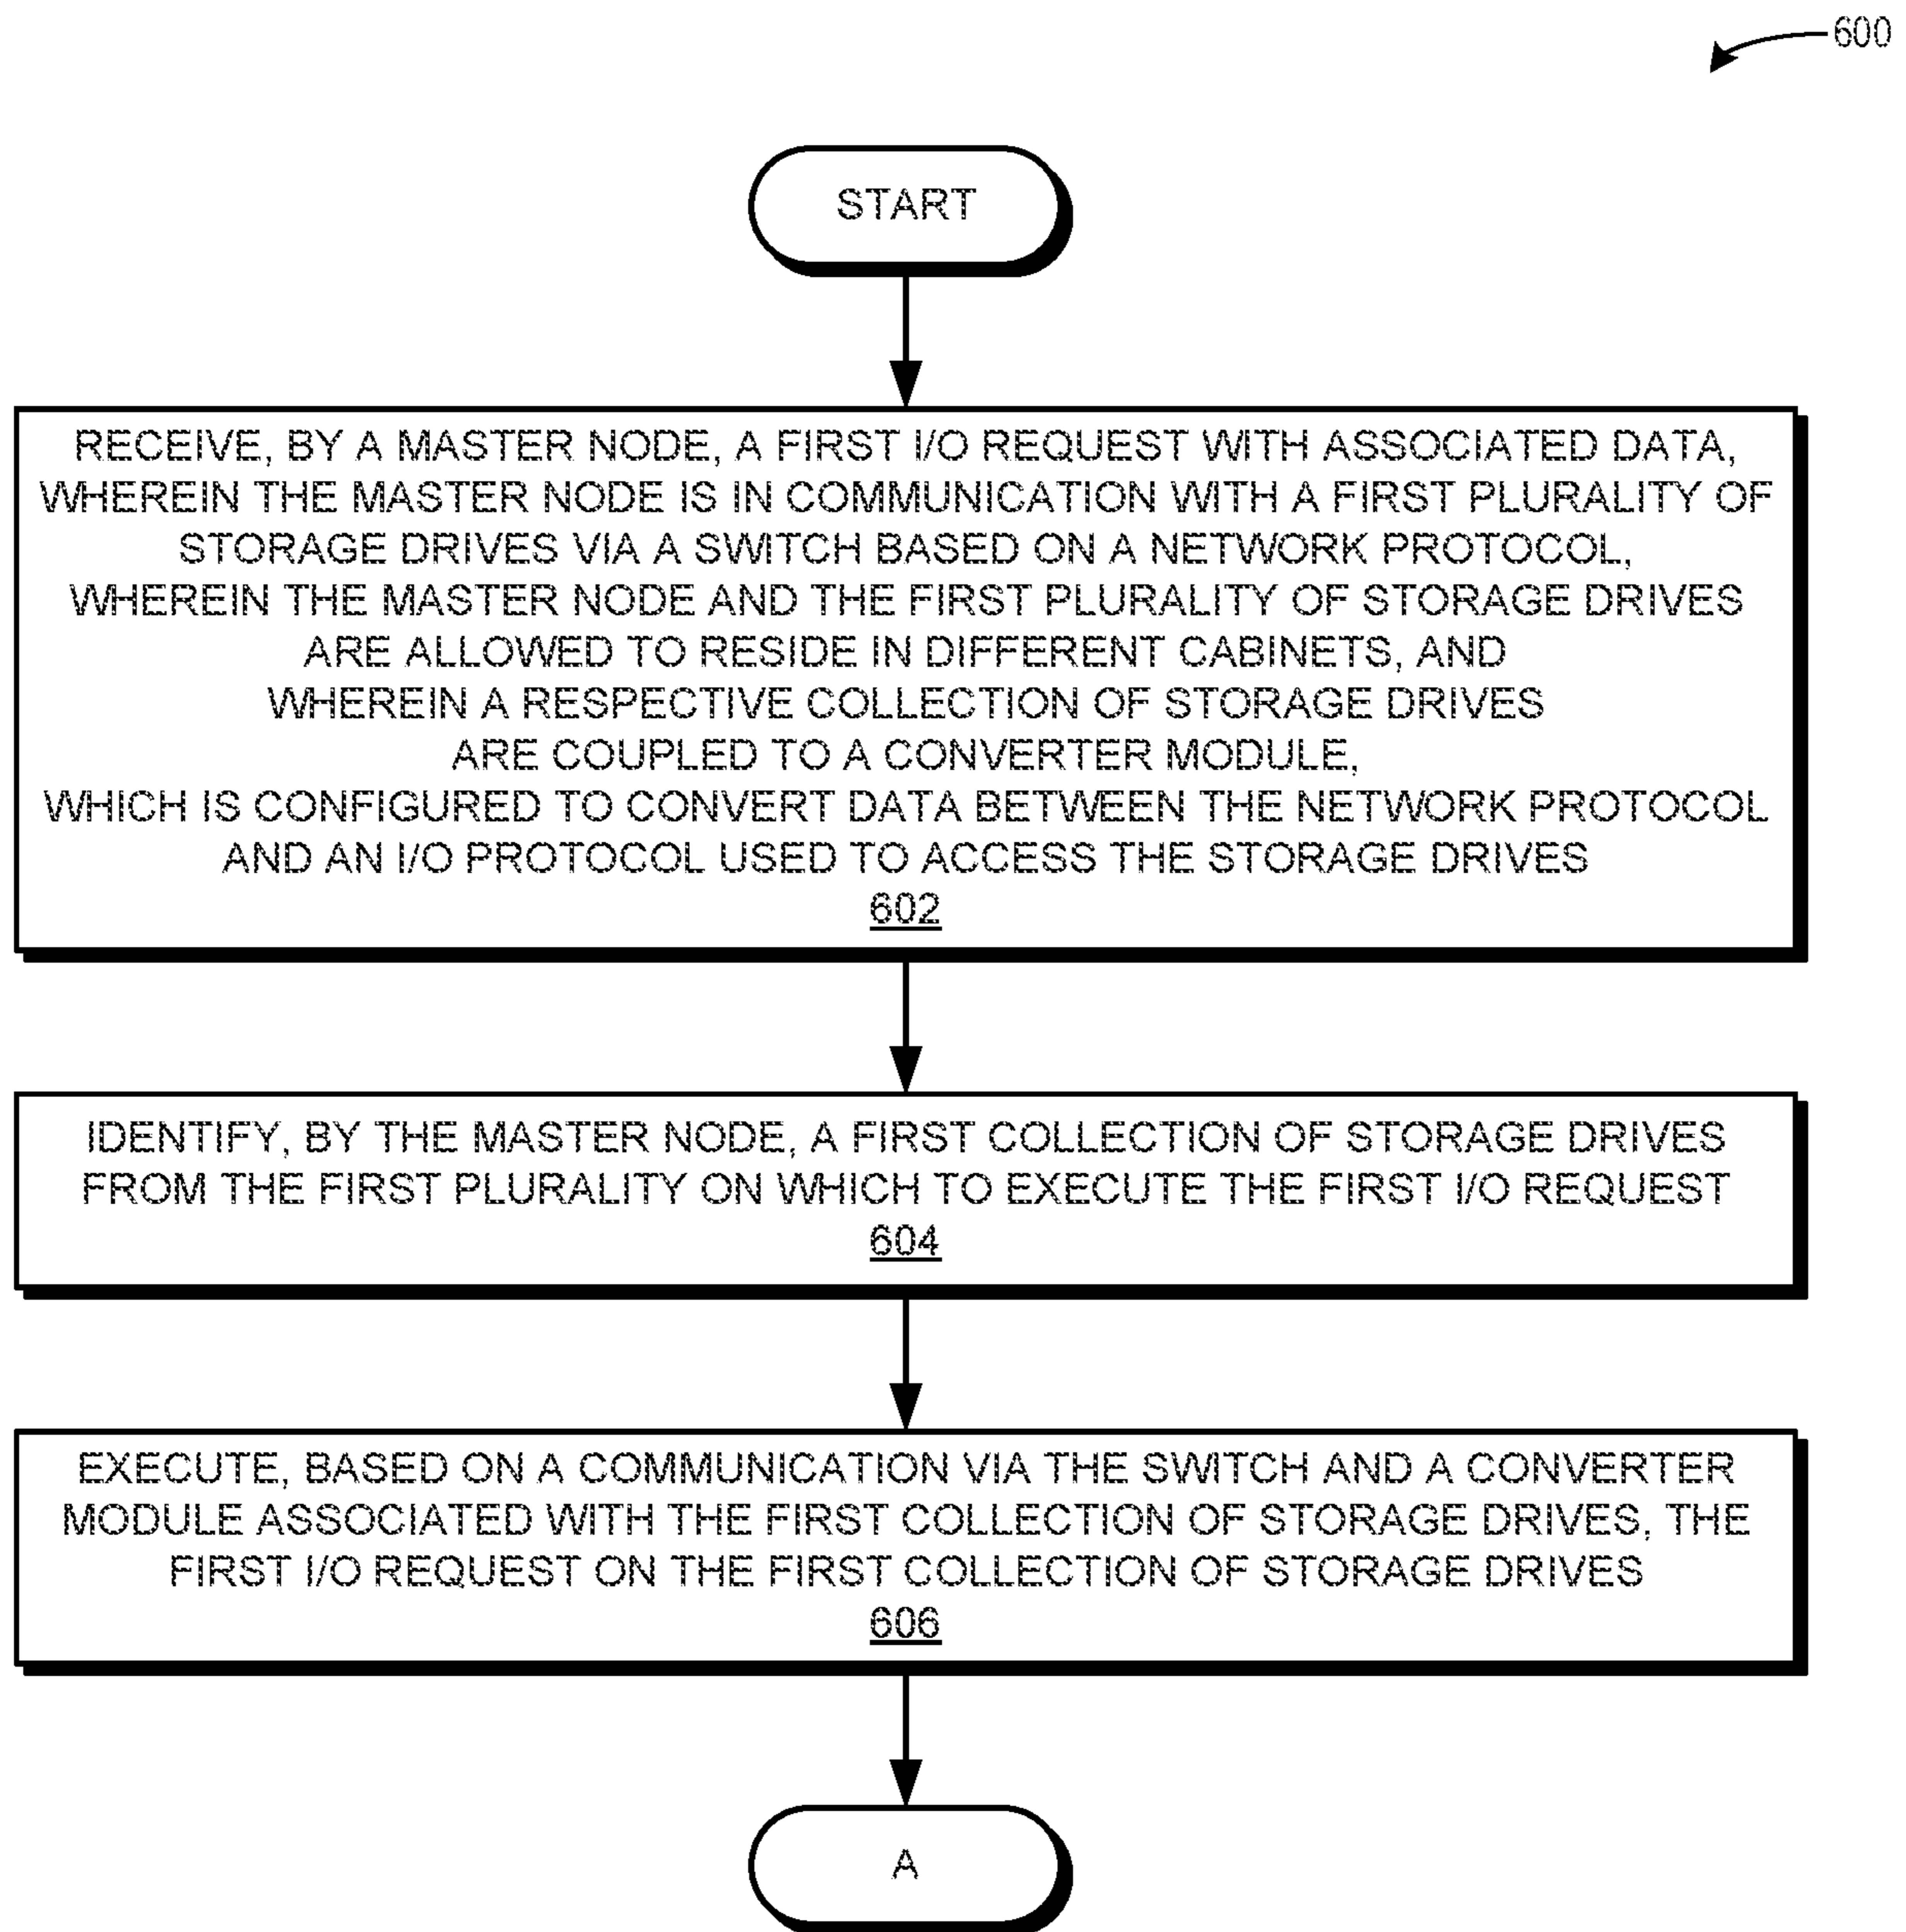 600
START
RECEIVE, BY A MASTER NODE, A FIRST I/O REQUEST WITH ASSOCIATED DATA,
WHEREIN THE MASTER NODE IS IN COMMUNICATION WITH A FIRST PLURALITY OF
STORAGE DRIVES VIA A SWITCH BASED ON A NETWORK PROTOCOL,
WHEREIN THE MASTER NODE AND THE FIRST PLURALITY OF STORAGE DRIVES
ARE ALLOWED TO RESIDE IN DIFFERENT CABINETS, AND
WHEREIN A RESPECTIVE COLLECTION OF STORAGE DRIVES
ARE COUPLED TO A CONVERTER MODULE,
WHICH IS CONFIGURED TO CONVERT DATA BETWEEN THE NETWORK PROTOCOL
AND AN I/O PROTOCOL USED TO ACCESS THE STORAGE DRIVES
602
IDENTIFY, BY THE MASTER NODE, A FIRST COLLECTION OF STORAGE DRIVES
FROM THE FIRST PLURALITY ON WHICH TO EXECUTE THE FIRST I/O REQUEST
604
EXECUTE, BASED ON A COMMUNICATION VIA THE SWITCH AND A CONVERTER
MODULE ASSOCIATED WITH THE FIRST COLLECTION OF STORAGE DRIVES, THE
FIRST I/O REQUEST ON THE FIRST COLLECTION OF STORAGE DRIVES
606
A